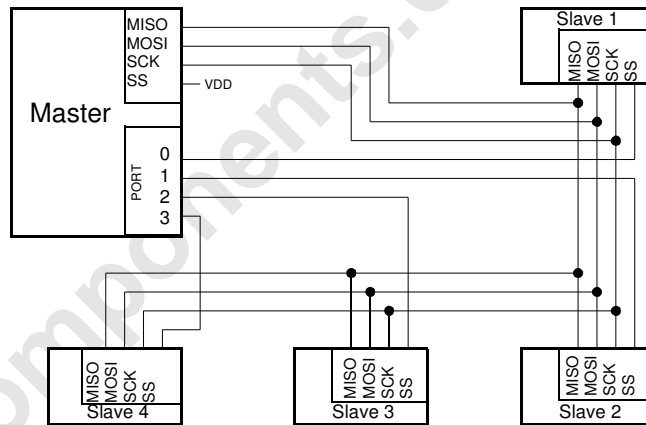 MISO
MOSI
SCK
SS
VDD
Master
PORT
0
1
2
3
Slave 1
MISO
MOSI
SCK
SS
MISO
MOSI
SCK
SS
Slave 4
MISO
MOSI
SCK
SS
Slave 3
MISO
MOSI
SCK
SS
Slave 2
omponents.